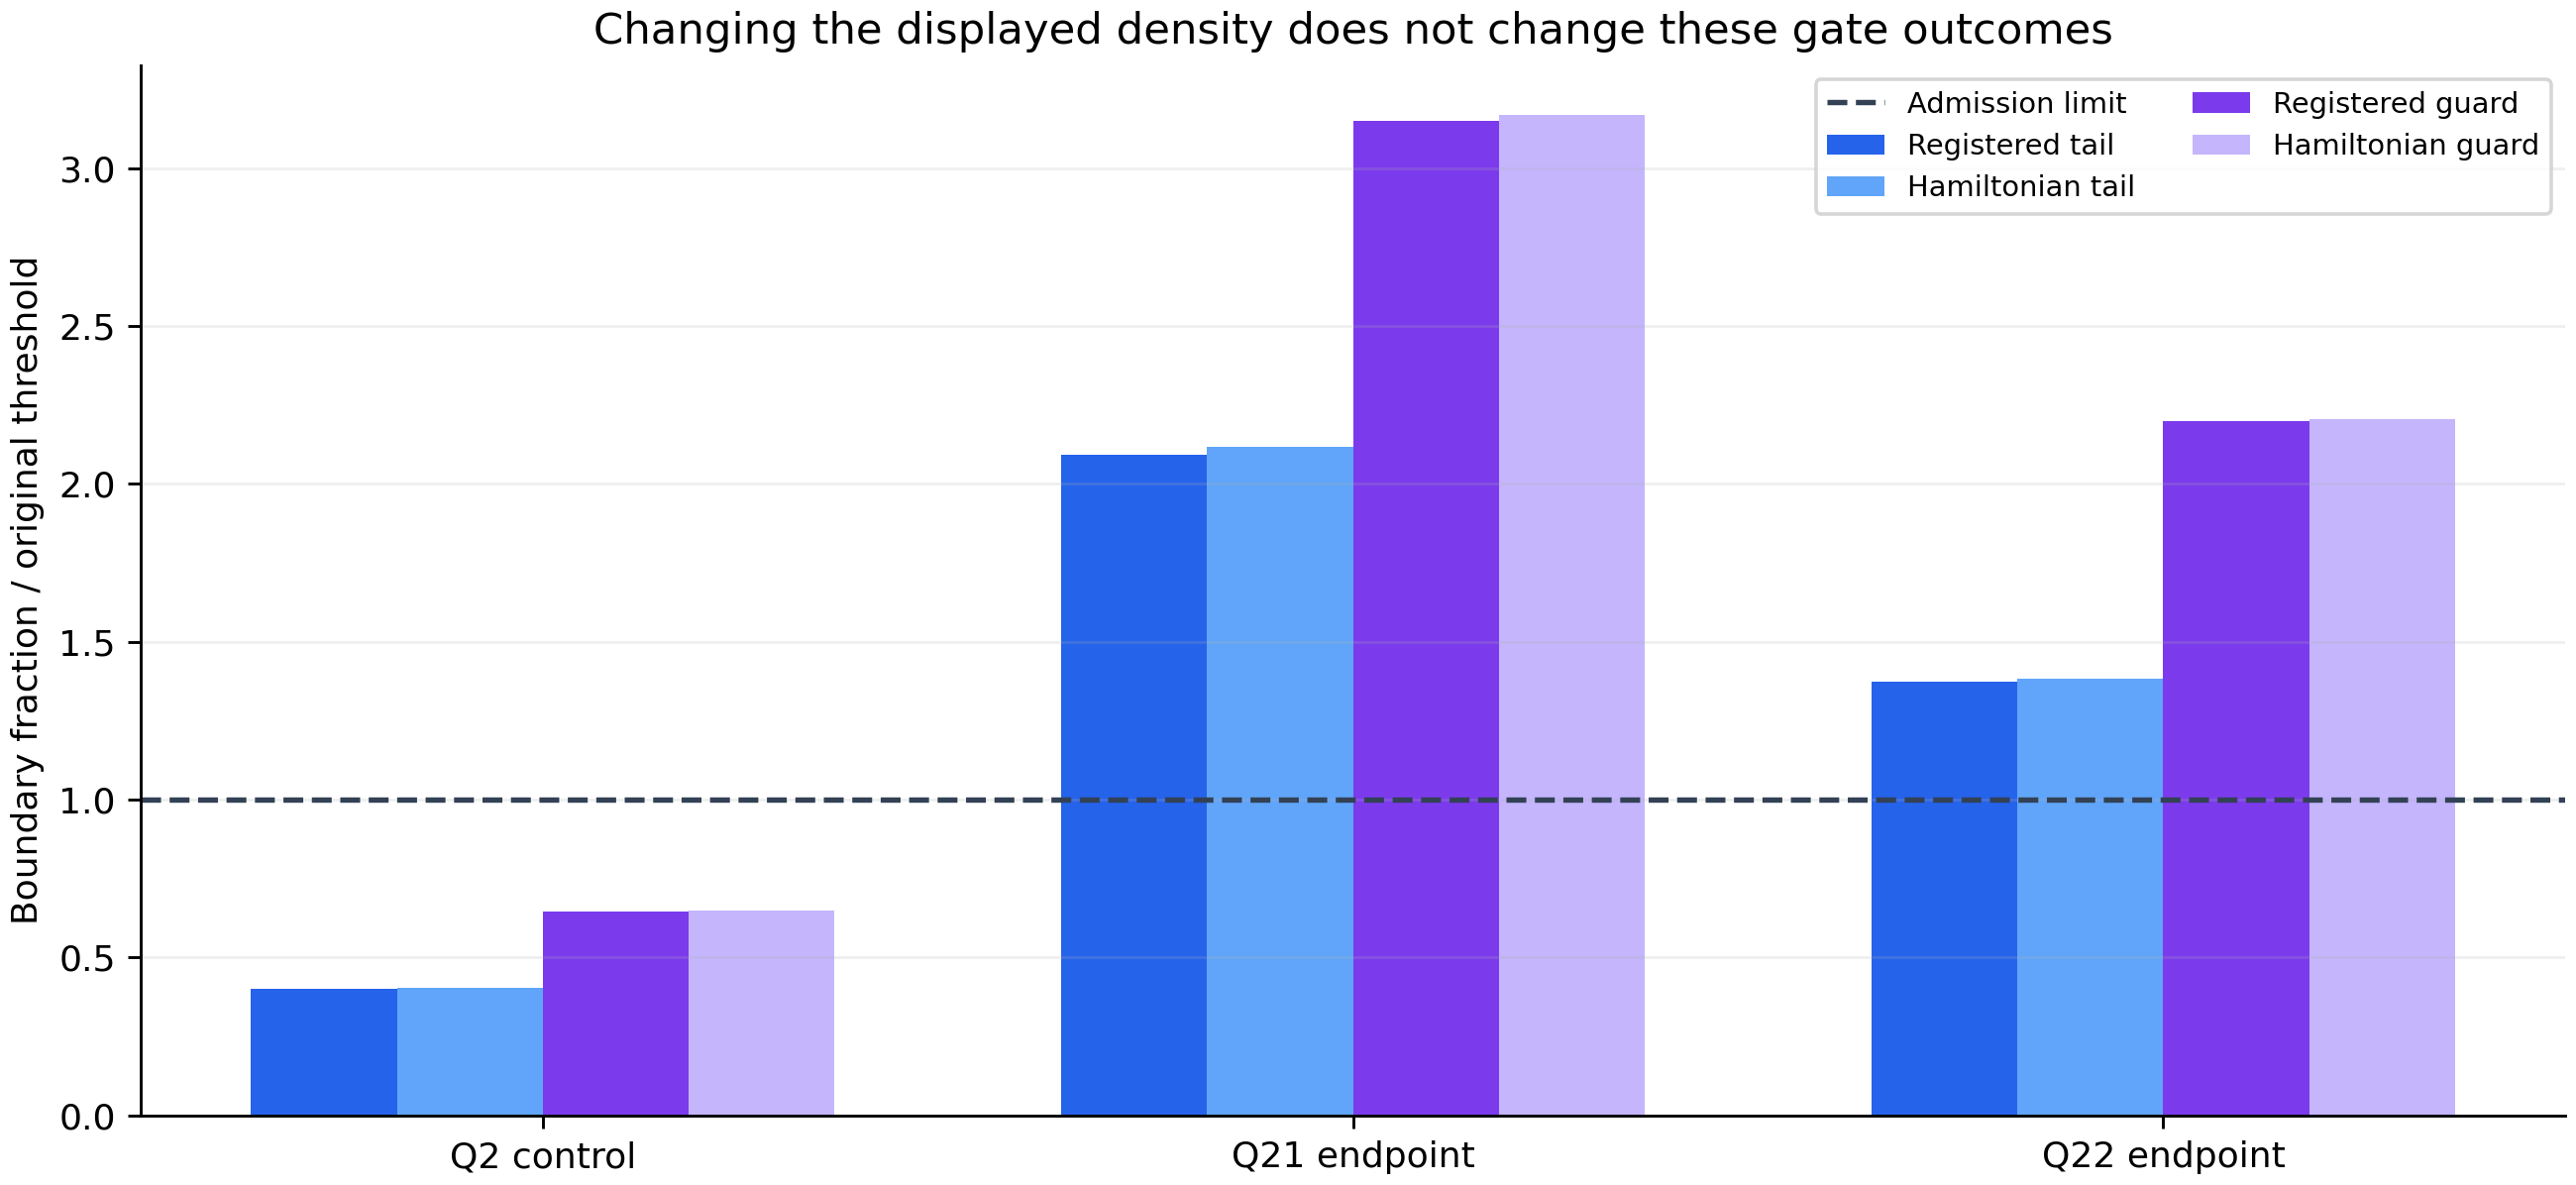 Changing the displayed density does not change these gate outcomes
Boundary fraction / original threshold
3.0
2.5
2.0
1.5
1.0
0.5
0.0
Admission limit
Registered tail
Hamiltonian tail
Registered guard
Hamiltonian guard
Q2 control
Q21 endpoint
Q22 endpoint